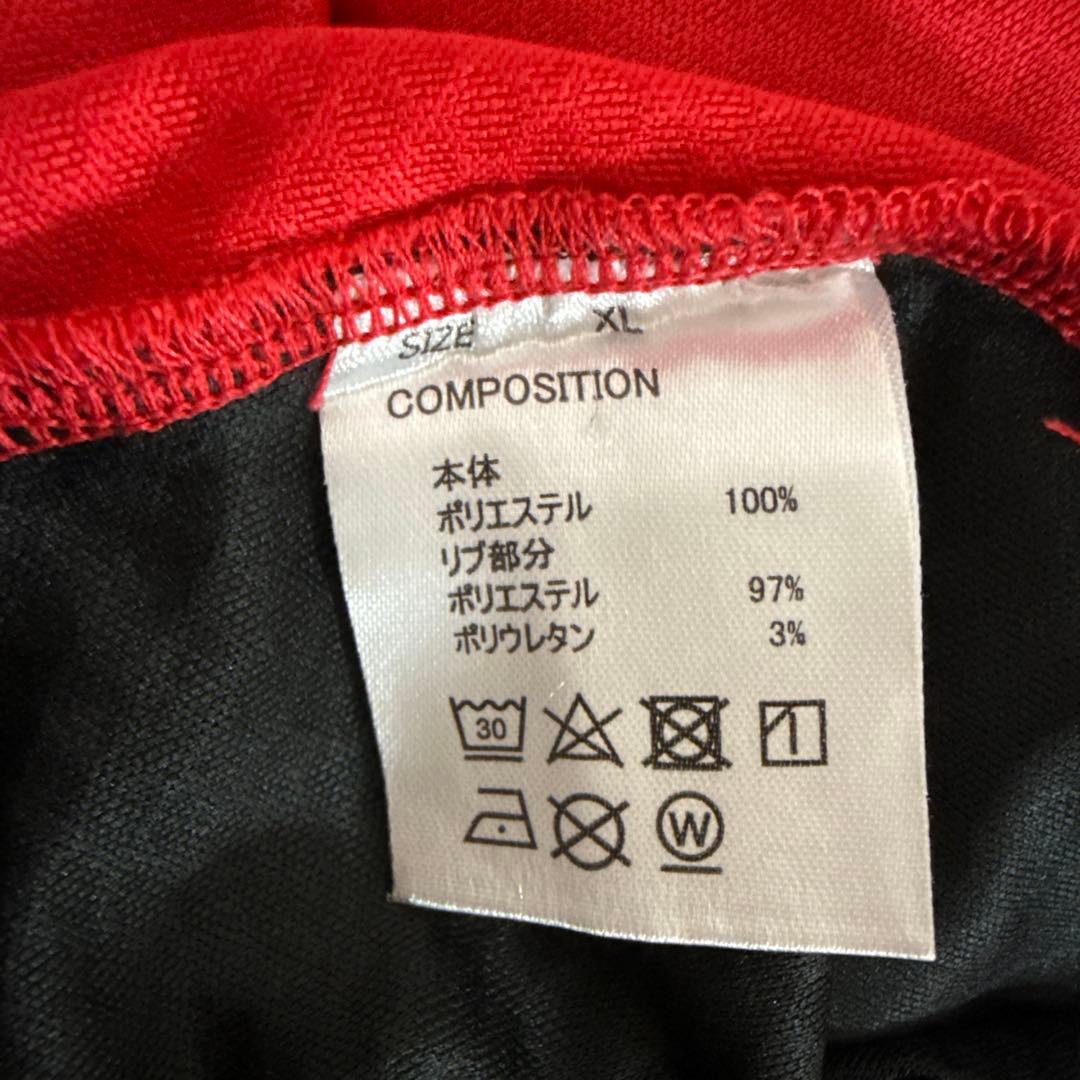 SIZE XL
COMPOSITION
本体
ポリエステル 100%
リブ部分
ポリエステル 97%
ポリウレタン 3%
30
W